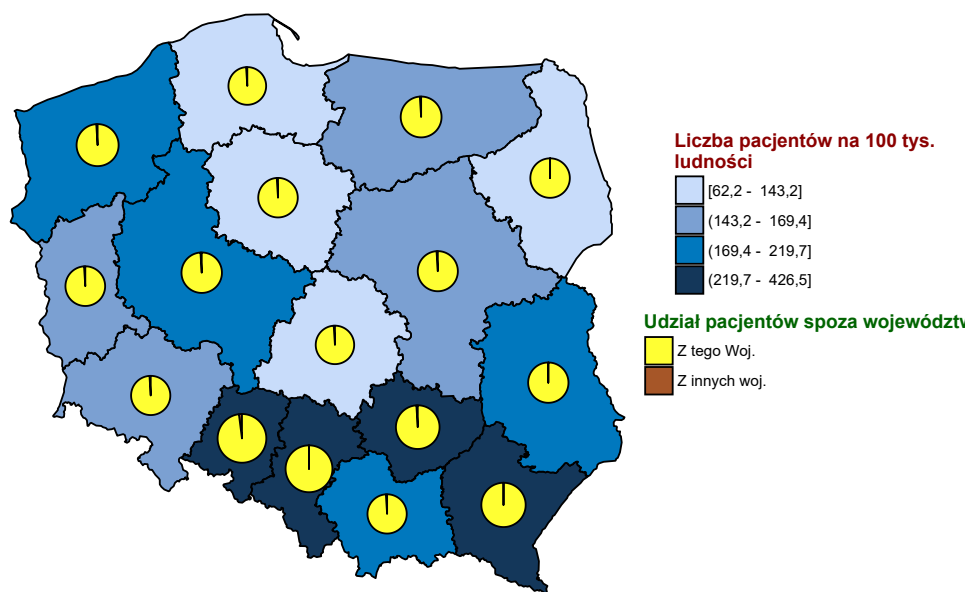 Liczba pacjentów na 100 tys.
ludności
[62,2 - 143,2]
(143,2 - 169,4]
(169,4 - 219,7]
(219,7 - 426,5]
Udział pacjentów spoza województw
Z tego Woj.
Z innych woj.